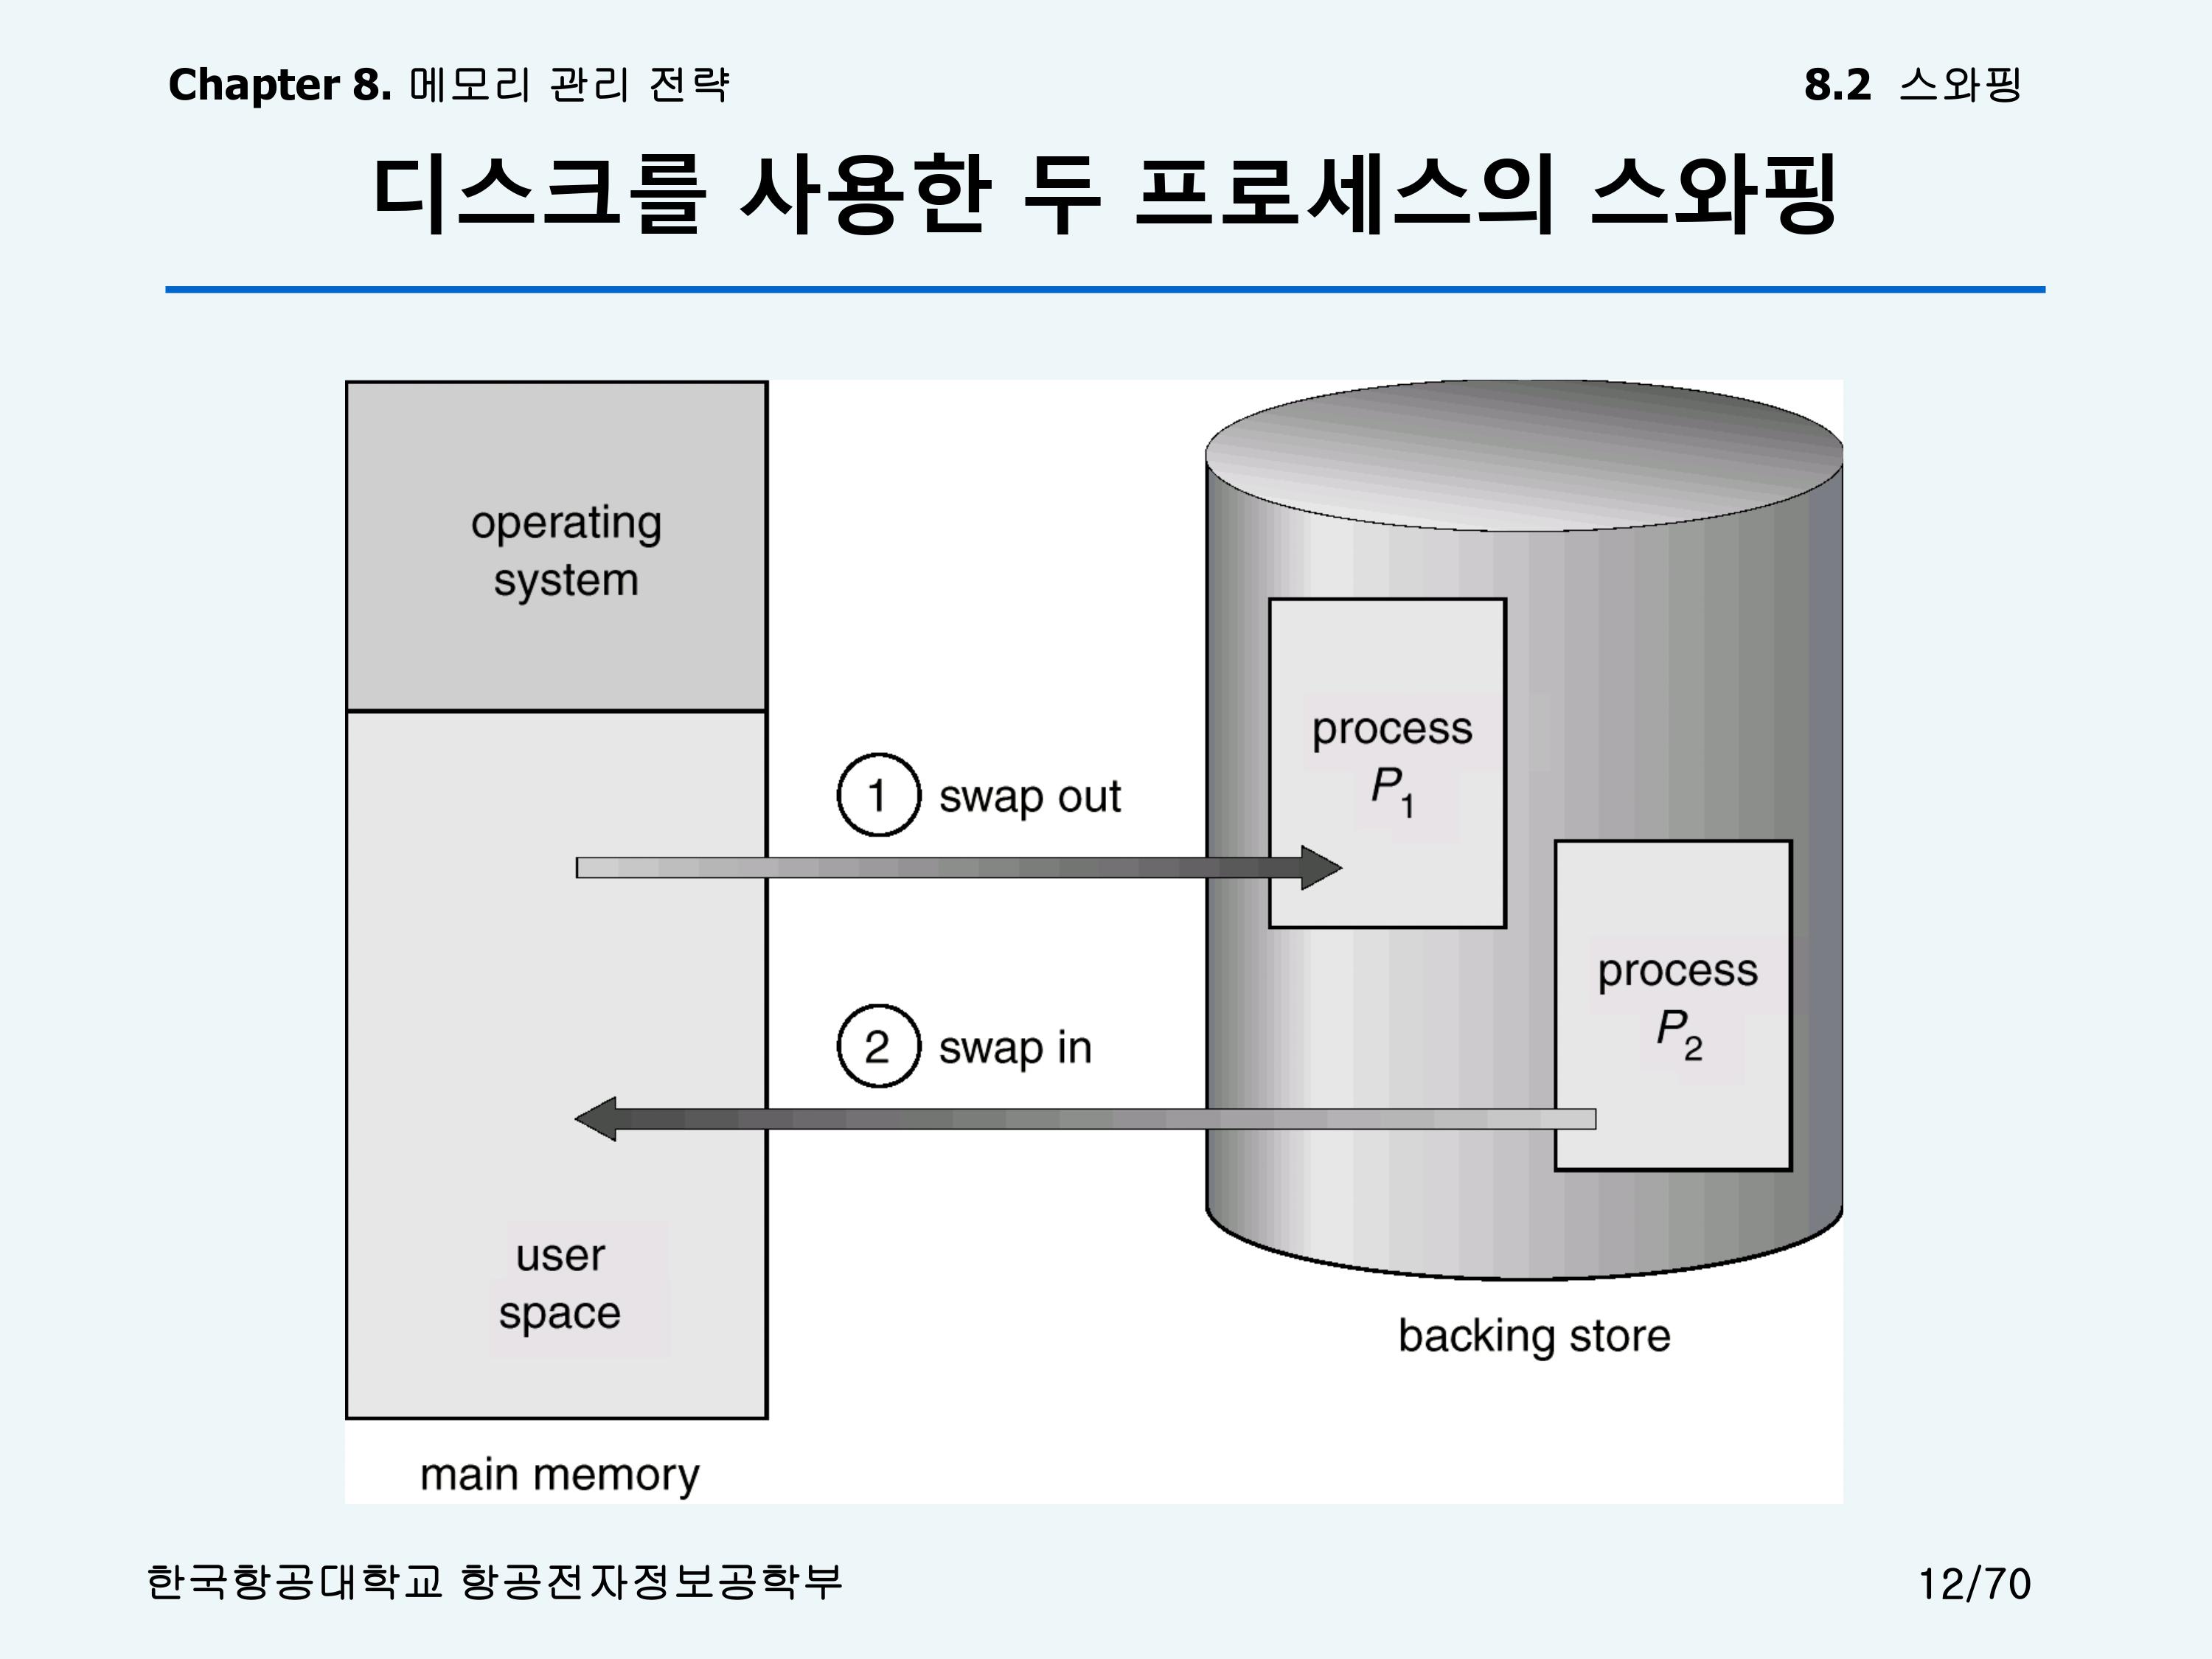 Chapter 8. 메모리 관리 전략
8.2 스와핑
디스크를 사용한 두 프로세스의 스와핑
operating
system
process
P1
1 swap out
process
P2
2 swap in
user
space
backing store
main memory
한국항공대학교 항공전자정보공학부
12/70